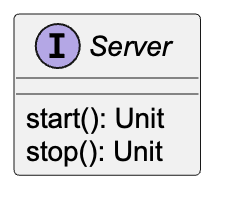 I Server
start(): Unit
stop(): Unit